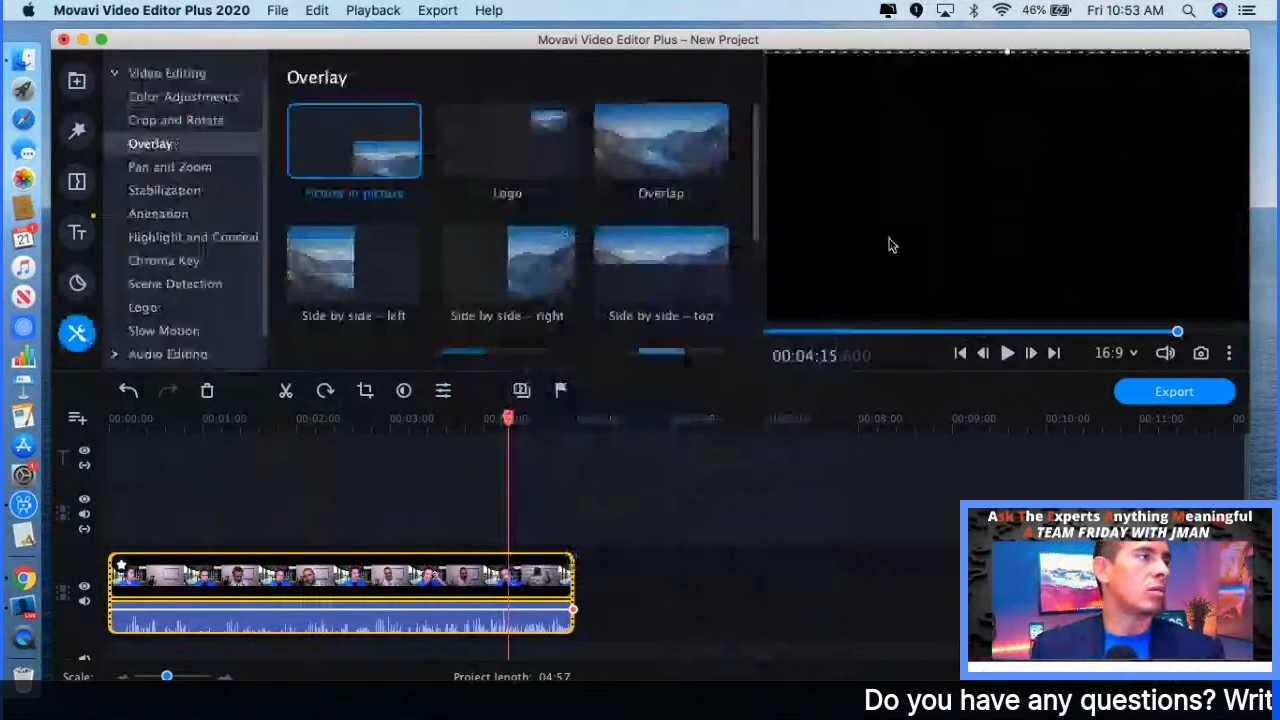 Movavi Video Editor Plus 2020 File Edit Playback Export Help 46% Fri 10:53 AM
Movavi Video Editor Plus – New Project
Video Editing
Color Adjustments
Crop and Rotate
Overlay
Pan and Zoom
Stabilization
Animation
Highlight and Conceal
Chroma Key
Scene Detection
Logo
Slow Motion
Audio Editing
Overlay
Picture in picture Logo Overlap
Side by side – left Side by side – right Side by side – top
00:04:15.600 16:9
Export
00:00:00 00:01:00 00:02:00 00:03:00 00:08:00 00:09:00 00:10:00 00:11:00 00
Ask The Experts Anything Meaningful
A TEAM FRIDAY WITH JMAN
Scale: Project length: 04:57
Do you have any questions? Writ